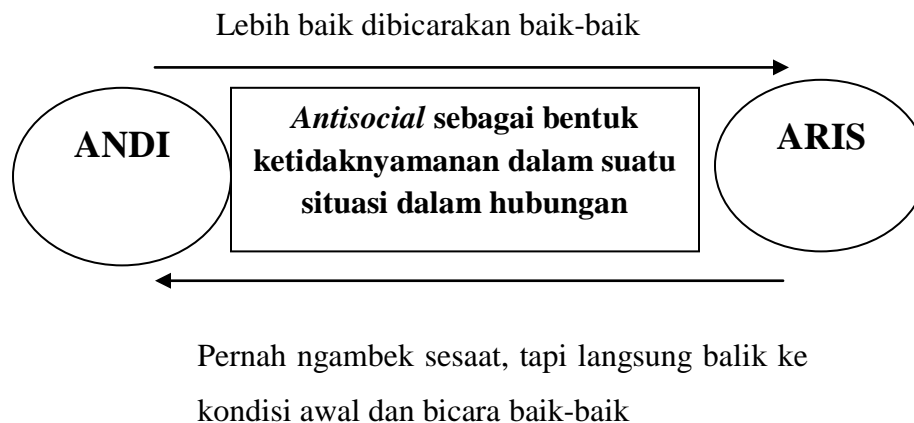 Lebih baik dibicarakan baik-baik
ANDI
Antisocial sebagai bentuk
ketidaknyamanan dalam suatu
situasi dalam hubungan
ARIS
Pernah ngambek sesaat, tapi langsung balik ke
kondisi awal dan bicara baik-baik